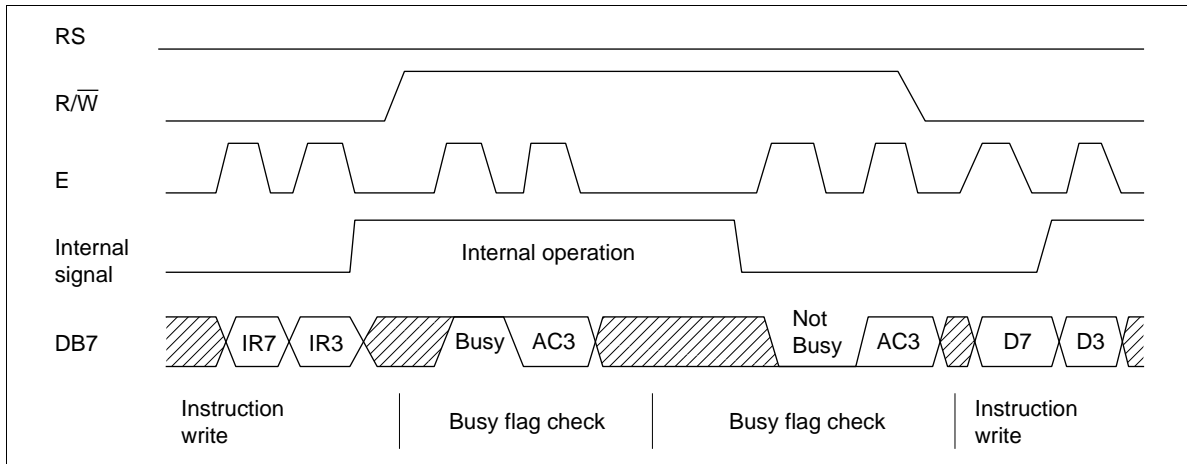 RS
R/W̅
E
Internal
signal
Internal operation
DB7
IR7
IR3
Busy
AC3
Not
Busy
AC3
D7
D3
Instruction
write
Busy flag check
Busy flag check
Instruction
write